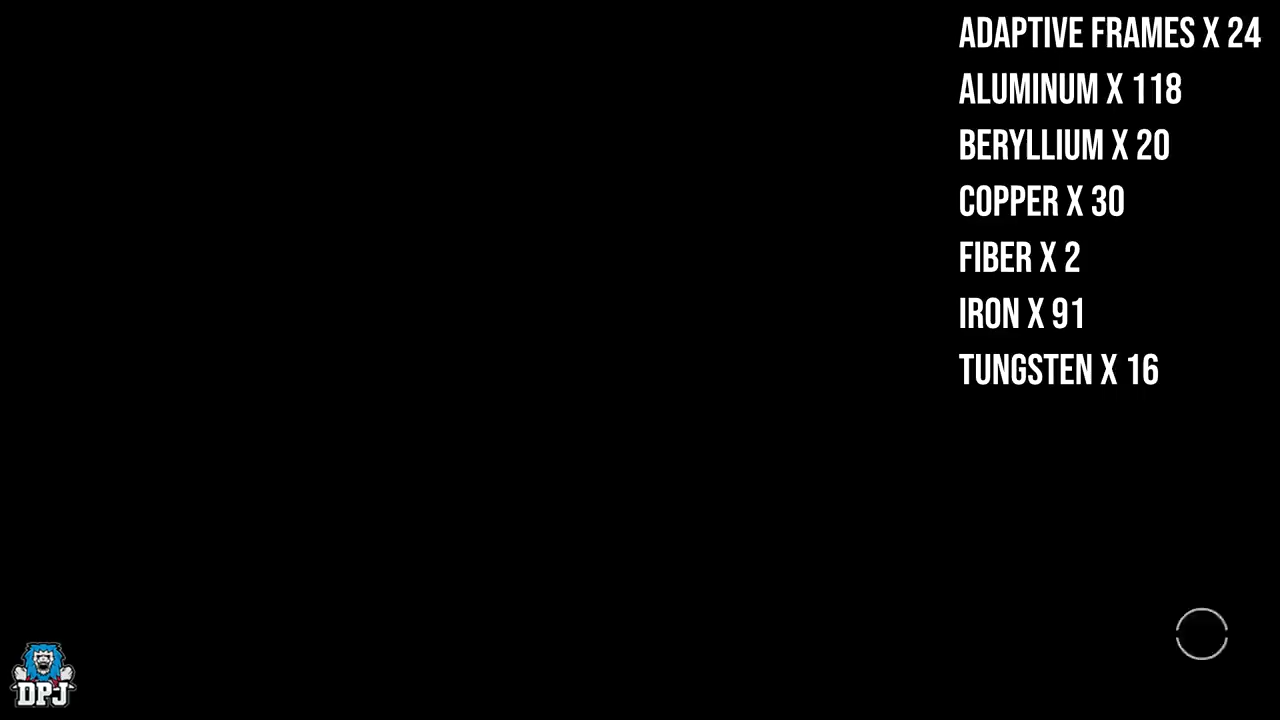 ADAPTIVE FRAMES X 24
ALUMINUM X 118
BERYLLIUM X 20
COPPER X 30
FIBER X 2
IRON X 91
TUNGSTEN X 16
DPJ